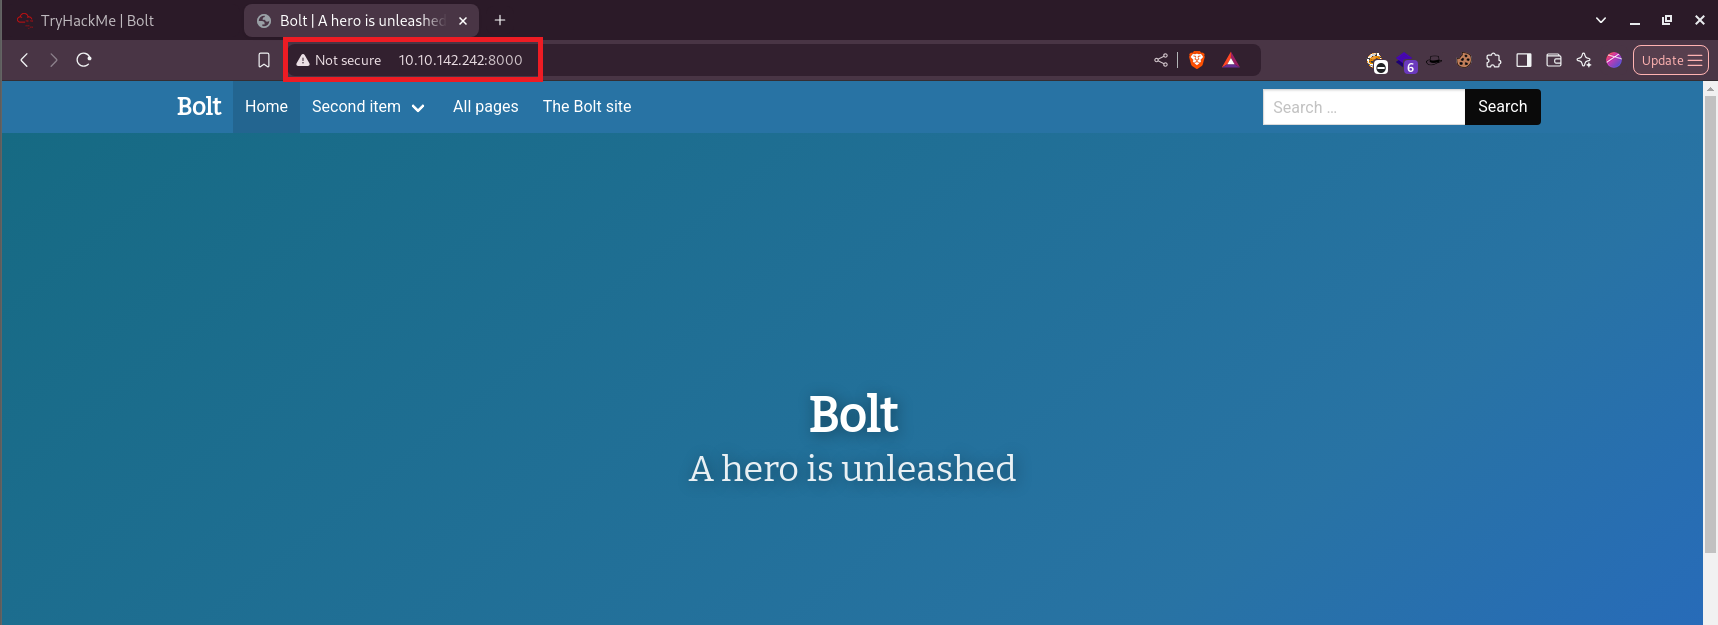 TryHackMe | Bolt
Bolt | A hero is unleashed
Not secure 10.10.142.242:8000
6
Update
Bolt Home Second item All pages The Bolt site Search ... Search
Bolt
A hero is unleashed